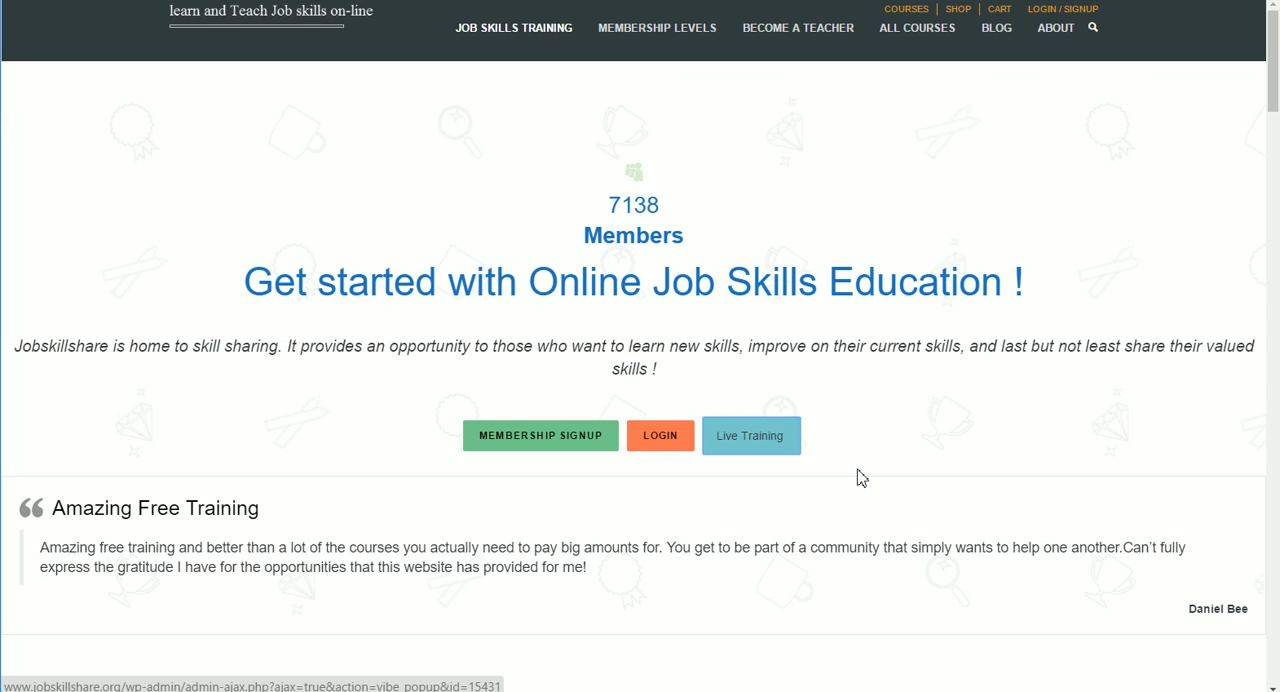 learn and Teach Job skills on-line
COURSES SHOP CART LOGIN / SIGNUP
JOB SKILLS TRAINING MEMBERSHIP LEVELS BECOME A TEACHER ALL COURSES BLOG ABOUT
7138
Members
Get started with Online Job Skills Education !
Jobskillshare is home to skill sharing. It provides an opportunity to those who want to learn new skills, improve on their current skills, and last but not least share their valued
skills !
MEMBERSHIP SIGNUP LOGIN Live Training
Amazing Free Training
Amazing free training and better than a lot of the courses you actually need to pay big amounts for. You get to be part of a community that simply wants to help one another.Can't fully
express the gratitude I have for the opportunities that this website has provided for me!
Daniel Bee
www.jobskillshare.org/wp-admin/admin-ajax.php?ajax=true&action=vibe_popup&id=15431